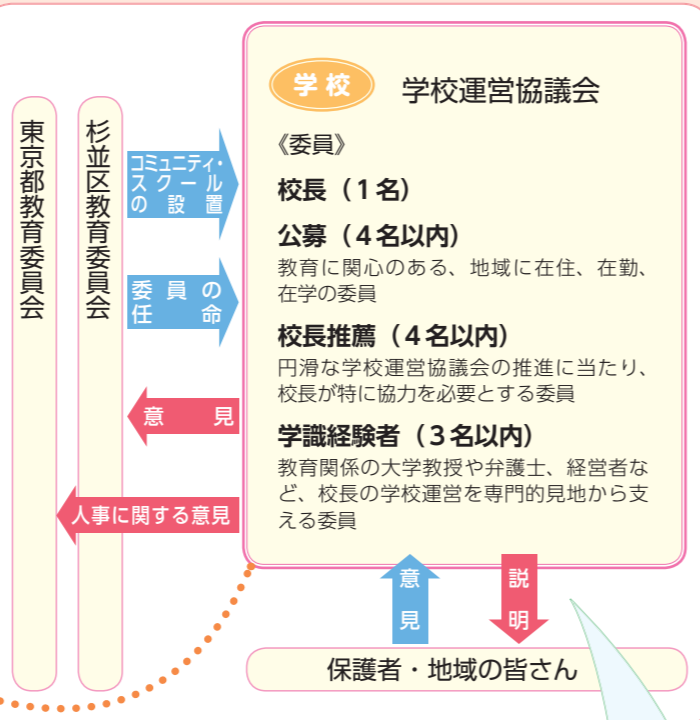 東京都教育委員会
杉並区教育委員会
コミュニティ・
スクール
の設置
委員の
任命
意見
人事に関する意見
学校
学校運営協議会
《委員》
校長（1名）
公募（4名以内）
教育に関心のある、地域に在住、在勤、
在学の委員
校長推薦（4名以内）
円滑な学校運営協議会の推進に当たり、
校長が特に協力を必要とする委員
学識経験者（3名以内）
教育関係の大学教授や弁護士、経営者な
ど、校長の学校運営を専門的見地から支
える委員
意見
説明
保護者・地域の皆さん